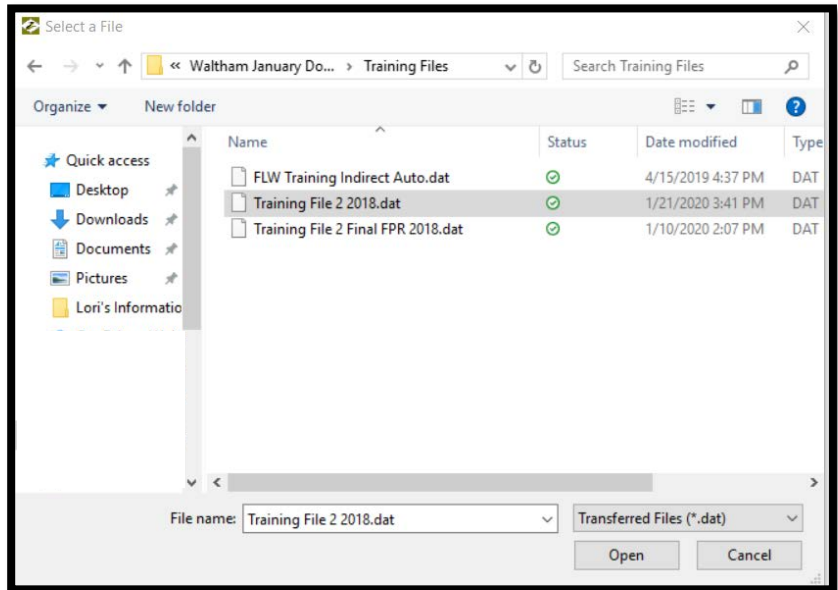 Select a File
« Waltham January Do... › Training Files
Search Training Files
Organize
New folder
Name Status Date modified Type
Quick access
Desktop
Downloads
Documents
Pictures
Lori's Informatio
FLW Training Indirect Auto.dat 4/15/2019 4:37 PM DAT
Training File 2 2018.dat 1/21/2020 3:41 PM DAT
Training File 2 Final FPR 2018.dat 1/10/2020 2:07 PM DAT
File name: Training File 2 2018.dat Transferred Files (*.dat)
Open Cancel